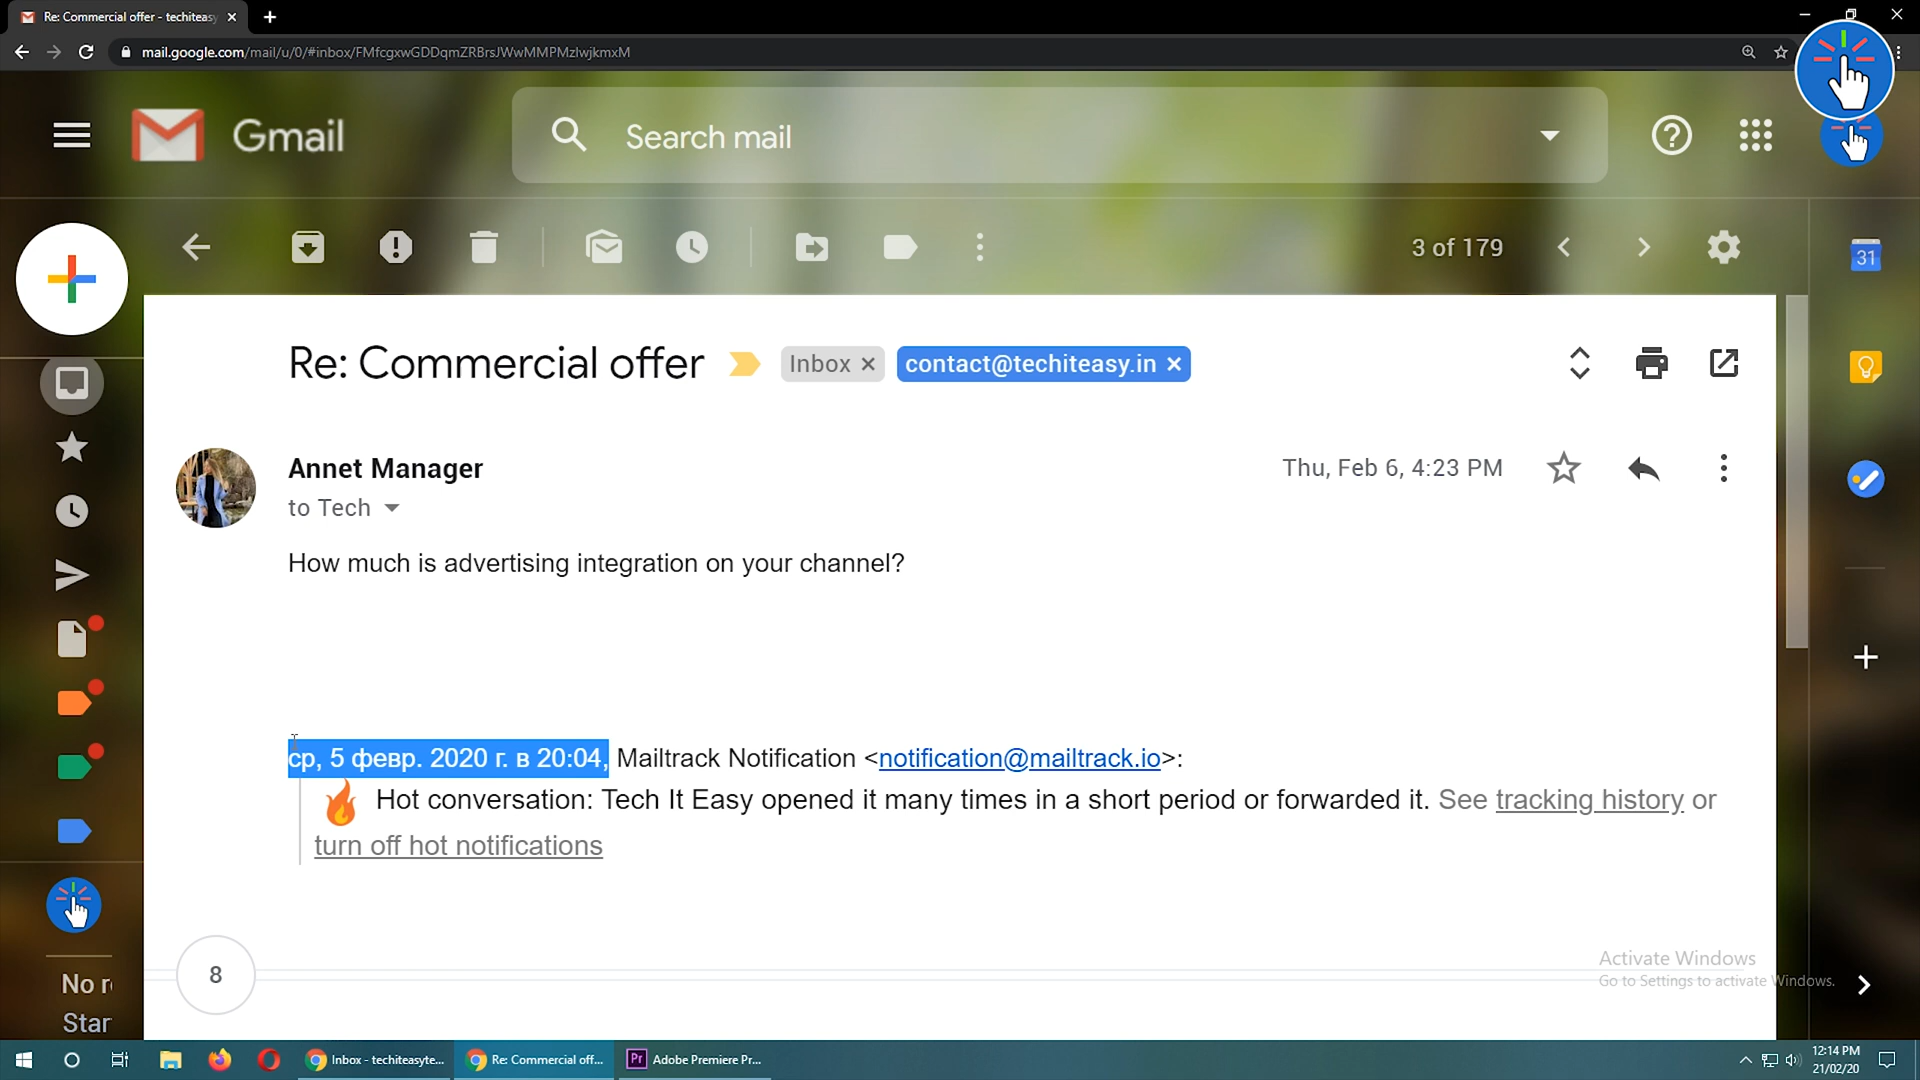 Re: Commercial offer - techiteasy
mail.google.com/mail/u/0/#inbox/FMfcgxwGDDqmZRBrsJWwMMPMzlwjkmxM
Gmail
Search mail
3 of 179
31
Re: Commercial offer
Inbox ×
contact@techiteasy.in ×
Annet Manager
Thu, Feb 6, 4:23 PM
to Tech
How much is advertising integration on your channel?
ср, 5 февр. 2020 г. в 20:04, Mailtrack Notification <notification@mailtrack.io>:
Hot conversation: Tech It Easy opened it many times in a short period or forwarded it. See tracking history or
turn off hot notifications
8
Activate Windows
Go to Settings to activate Windows.
No r
Star
Inbox - techiteasyte...
Re: Commercial off...
Pr
Adobe Premiere Pr...
12:14 PM
21/02/20